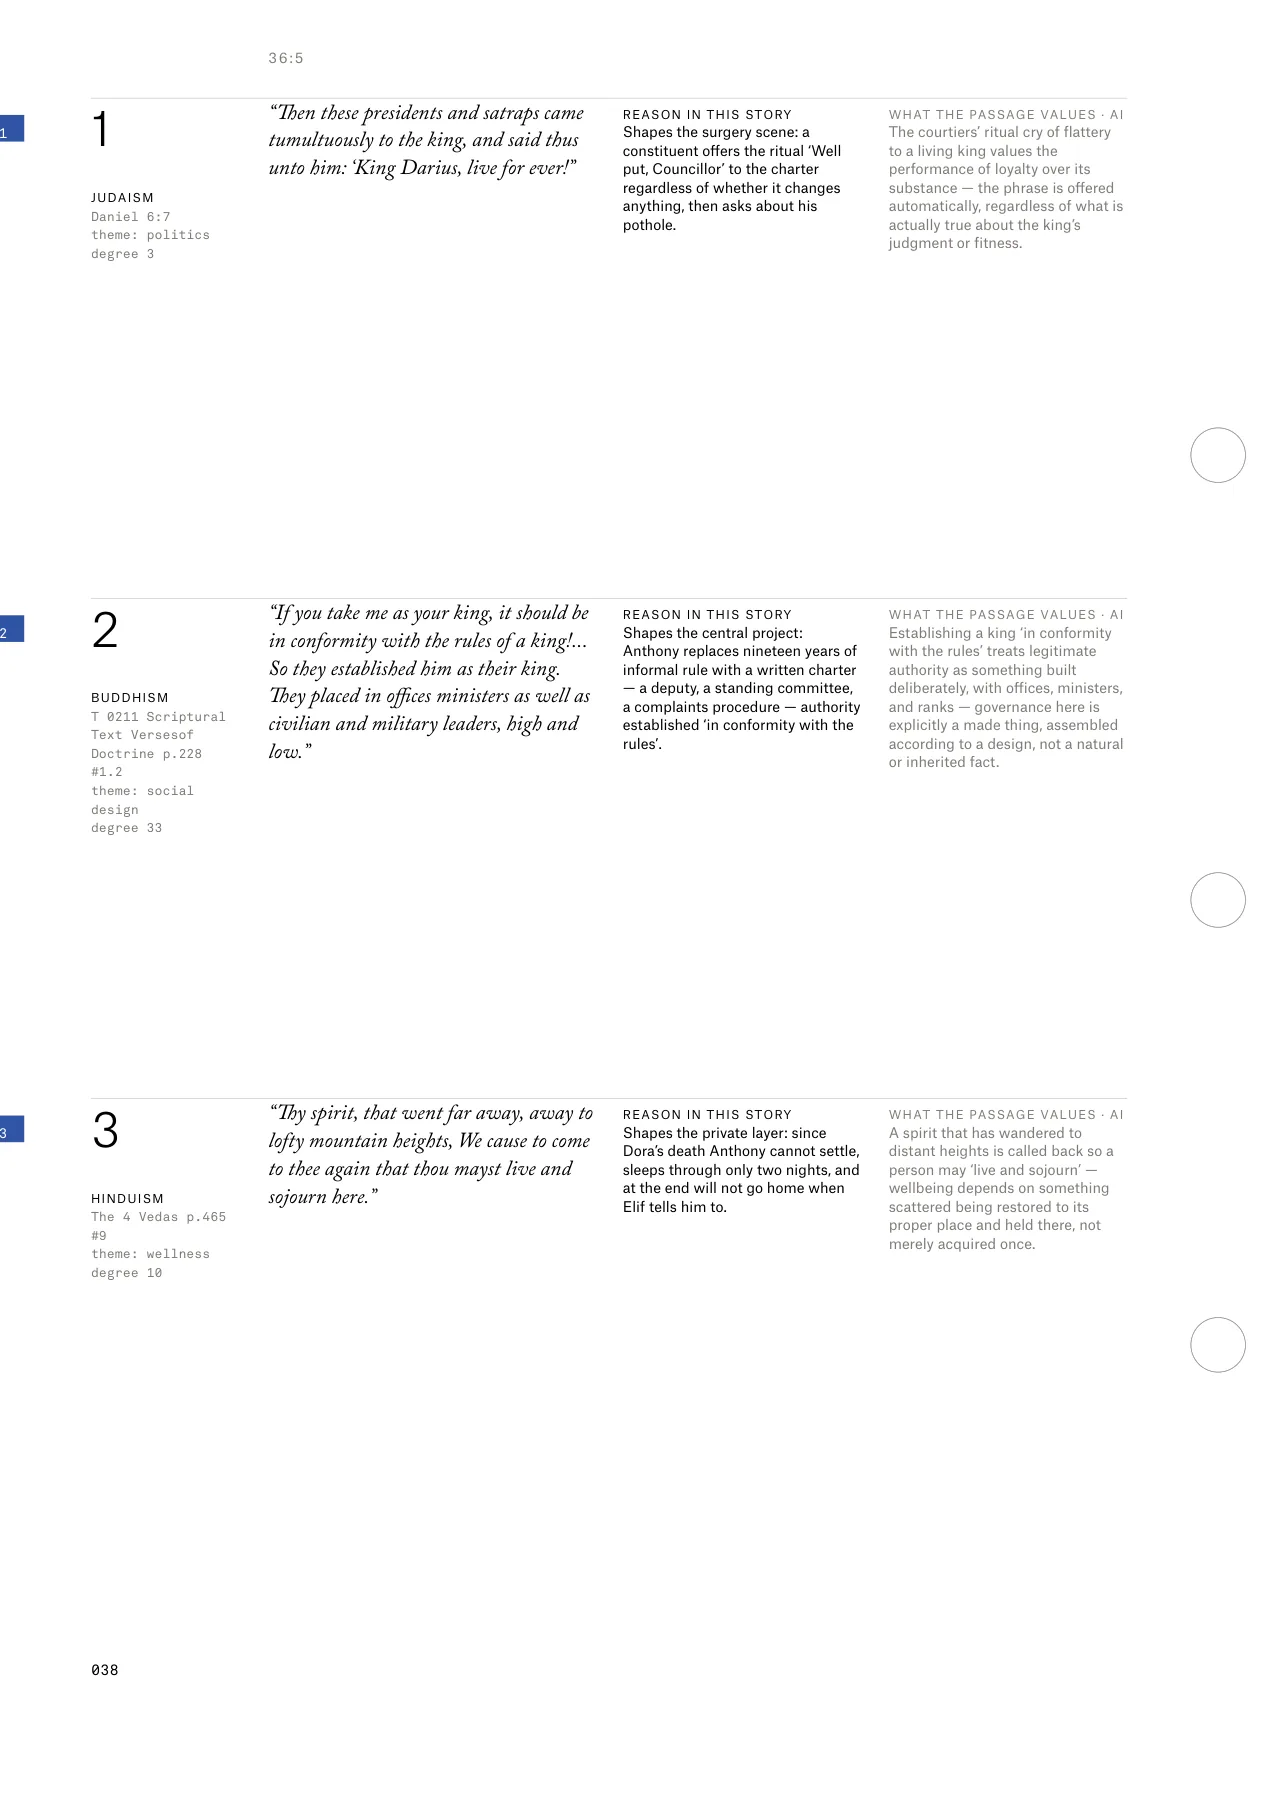 36:5
1
1
JUDAISM
Daniel 6:7
theme: politics
degree 3
“Then these presidents and satraps came
tumultuously to the king, and said thus
unto him: ‘King Darius, live for ever!”
REASON IN THIS STORY
Shapes the surgery scene: a
constituent offers the ritual ‘Well
put, Councillor’ to the charter
regardless of whether it changes
anything, then asks about his
pothole.
WHAT THE PASSAGE VALUES · AI
The courtiers’ ritual cry of flattery
to a living king values the
performance of loyalty over its
substance — the phrase is offered
automatically, regardless of what is
actually true about the king’s
judgment or fitness.
2
2
BUDDHISM
T 0211 Scriptural
Text Versesof
Doctrine p.228
#1.2
theme: social
design
degree 33
“If you take me as your king, it should be
in conformity with the rules of a king!…
So they established him as their king.
They placed in offices ministers as well as
civilian and military leaders, high and
low.”
REASON IN THIS STORY
Shapes the central project:
Anthony replaces nineteen years of
informal rule with a written charter
— a deputy, a standing committee,
a complaints procedure — authority
established ‘in conformity with the
rules’.
WHAT THE PASSAGE VALUES · AI
Establishing a king ‘in conformity
with the rules’ treats legitimate
authority as something built
deliberately, with offices, ministers,
and ranks — governance here is
explicitly a made thing, assembled
according to a design, not a natural
or inherited fact.
3
3
HINDUISM
The 4 Vedas p.465
#9
theme: wellness
degree 10
“Thy spirit, that went far away, away to
lofty mountain heights, We cause to come
to thee again that thou mayst live and
sojourn here.”
REASON IN THIS STORY
Shapes the private layer: since
Dora’s death Anthony cannot settle,
sleeps through only two nights, and
at the end will not go home when
Elif tells him to.
WHAT THE PASSAGE VALUES · AI
A spirit that has wandered to
distant heights is called back so a
person may ‘live and sojourn’ —
wellbeing depends on something
scattered being restored to its
proper place and held there, not
merely acquired once.
038